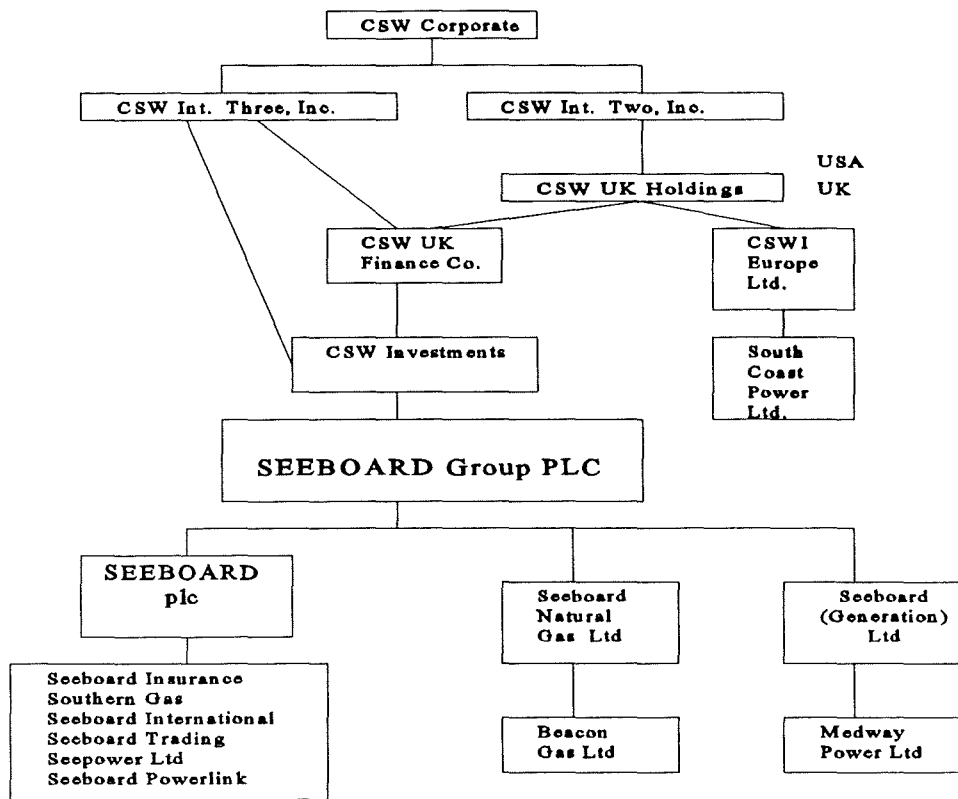 CSW Corporate
CSW Int. Three, Inc.
CSW Int. Two, Inc.
USA
CSW UK Holdings
UK
CSW UK
Finance Co.
CSWI
Europe
Ltd.
CSW Investments
South
Coast
Power
Ltd.
SEEBOARD Group PLC
SEEBOARD
plc
Seeboard
Natural
Gas Ltd
Seeboard
(Generation)
Ltd
Seeboard Insurance
Southern Gas
Seeboard International
Seeboard Trading
Seepower Ltd
Seeboard Powerlink
Beacon
Gas Ltd
Medway
Power Ltd